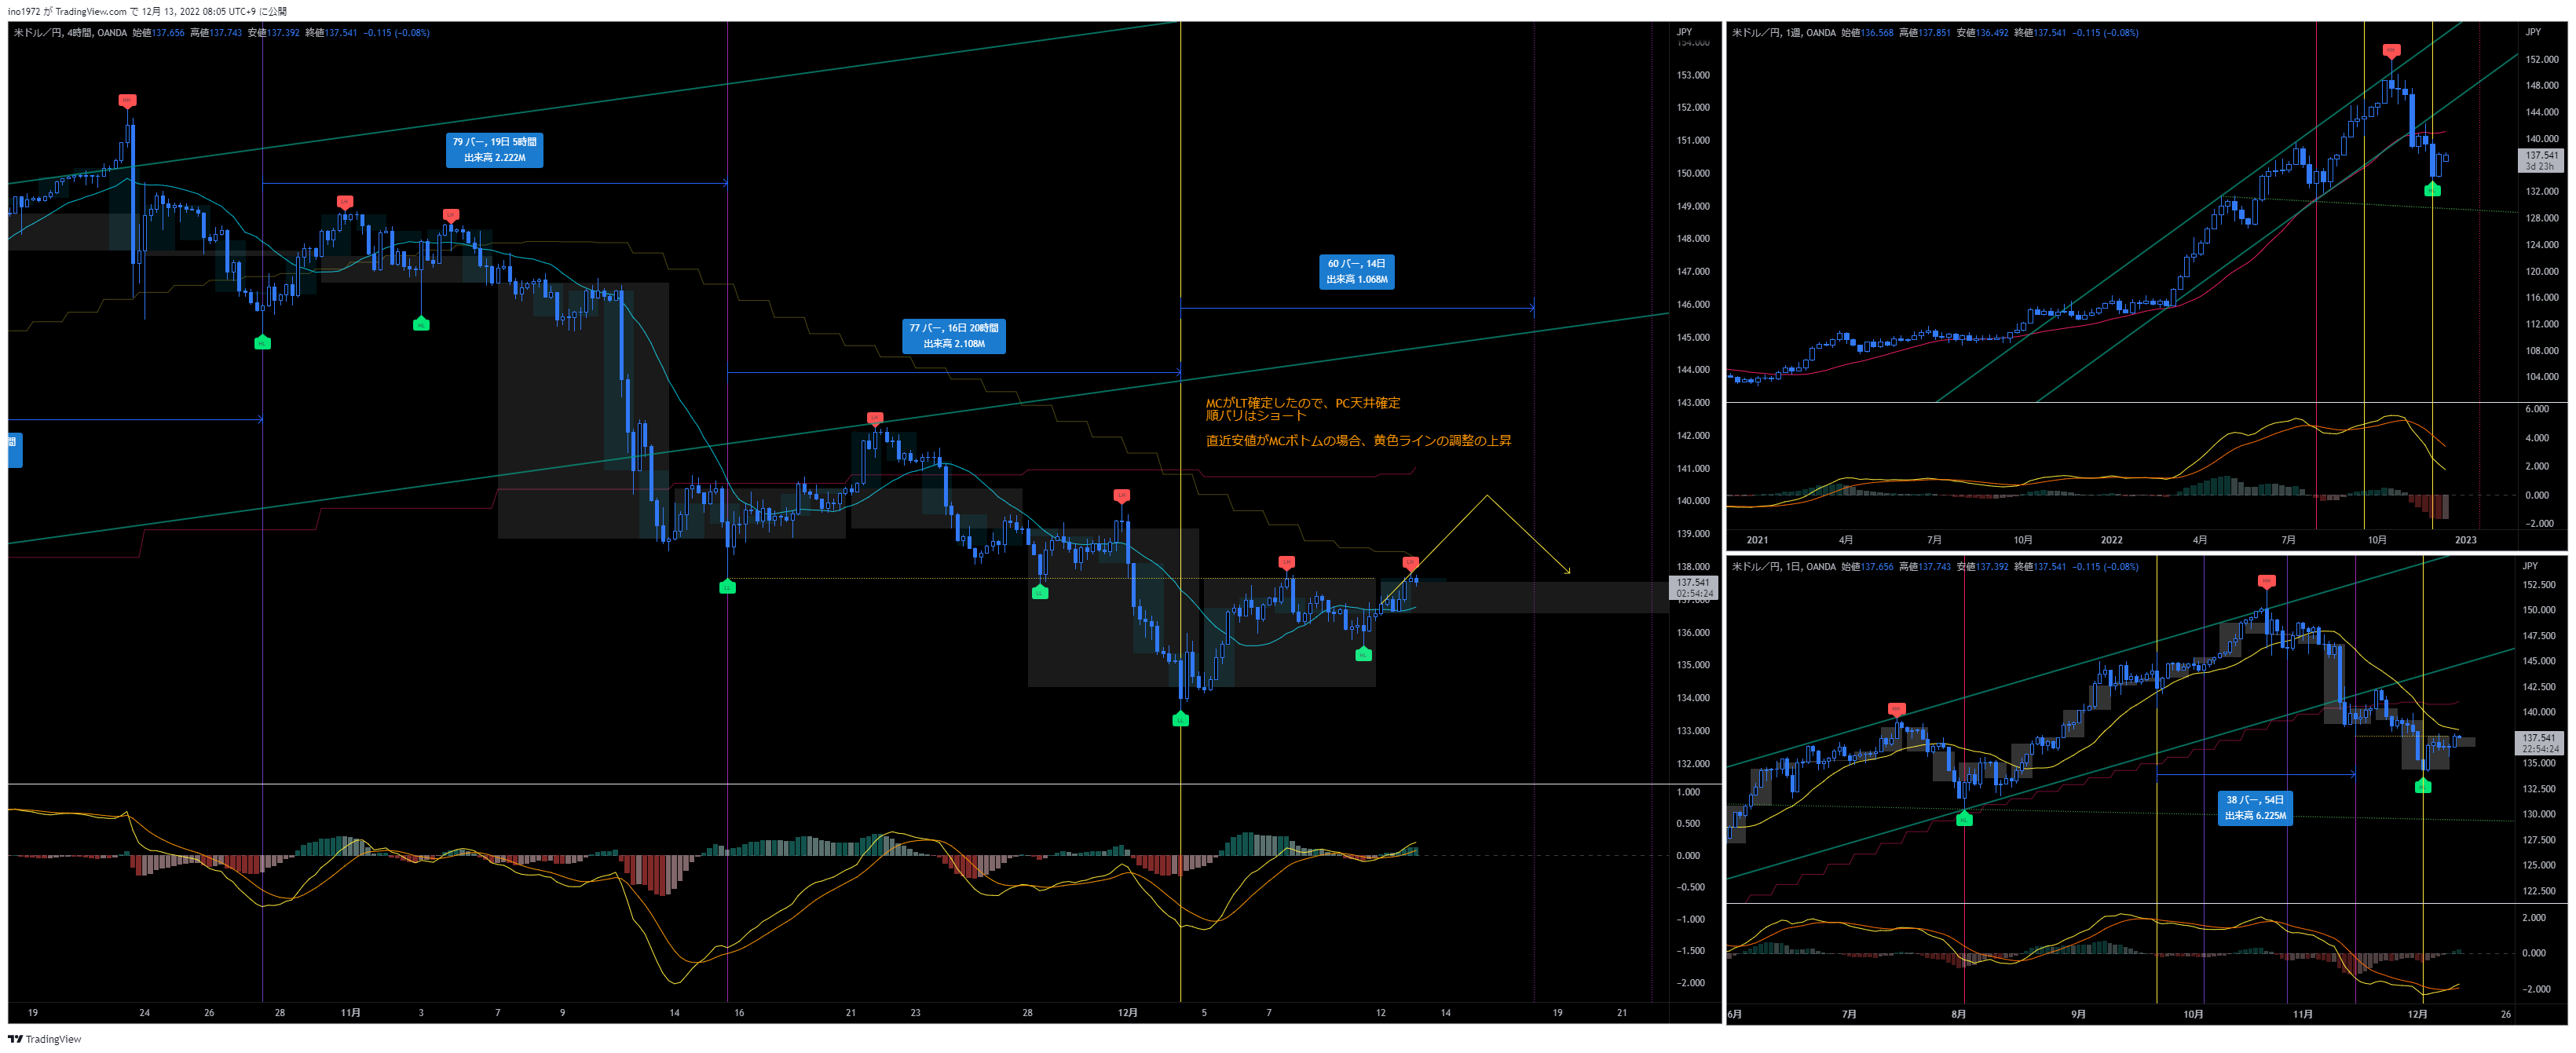 ino1972 が TradingView.com で 12月 13, 2022 08:05 UTC+9 に公開
米ドル／円, 4時間, OANDA 始値137.656 高値137.743 安値137.392 終値137.541 −0.115 (−0.08%)
JPY
154.000
153.000
152.000
151.000
150.000
149.000
148.000
147.000
146.000
145.000
144.000
143.000
142.000
141.000
140.000
139.000
138.000
137.541
02:54:24
137.000
136.000
135.000
134.000
133.000
132.000
79 バー, 19日 5時間
出来高 2.222M
60 バー, 14日
出来高 1.068M
77 バー, 16日 20時間
出来高 2.108M
間
MCがLT確定したので、PC天井確定
順バリはショート
直近安値がMCボトムの場合、黄色ラインの調整の上昇
1.000
0.500
0.000
−0.500
−1.000
−1.500
−2.000
19 24 26 28 11月 3 7 9 14 16 21 23 28 12月 5 7 12 14 19 21
米ドル／円, 1週, OANDA 始値136.568 高値137.851 安値136.492 終値137.541 −0.115 (−0.08%)
JPY
152.000
148.000
144.000
140.000
137.541
3d 23h
132.000
128.000
124.000
120.000
116.000
112.000
108.000
104.000
6.000
4.000
2.000
0.000
−2.000
2021 4月 7月 10月 2022 4月 7月 10月 2023
米ドル／円, 1日, OANDA 始値137.656 高値137.743 安値137.392 終値137.541 −0.115 (−0.08%)
JPY
152.500
150.000
147.500
145.000
142.500
140.000
137.541
22:54:24
135.000
132.500
130.000
127.500
125.000
122.500
38 バー, 54日
出来高 6.225M
2.000
0.000
−2.000
6月 7月 8月 9月 10月 11月 12月 26
TradingView